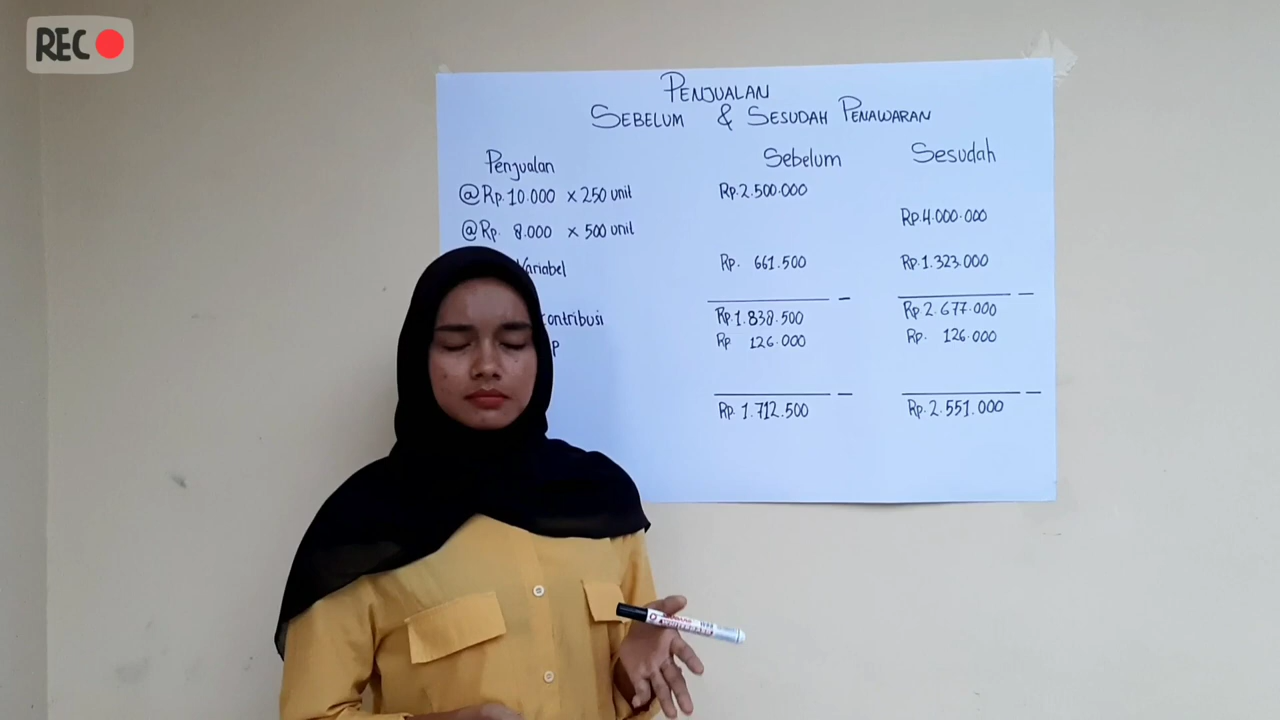 REC
PENJUALAN
SEBELUM & SESUDAH PENAWARAN
Penjualan Sebelum Sesudah
@Rp. 10.000 x 250 unit Rp. 2.500.000
Rp. 4.000.000
@Rp. 8.000 x 500 unit
Variabel Rp. 661.500 Rp. 1.323.000
ontribusi Rp. 1.838.500 Rp. 2.677.000
p Rp 126.000 Rp. 126.000
Rp. 1.712.500 Rp. 2.551.000